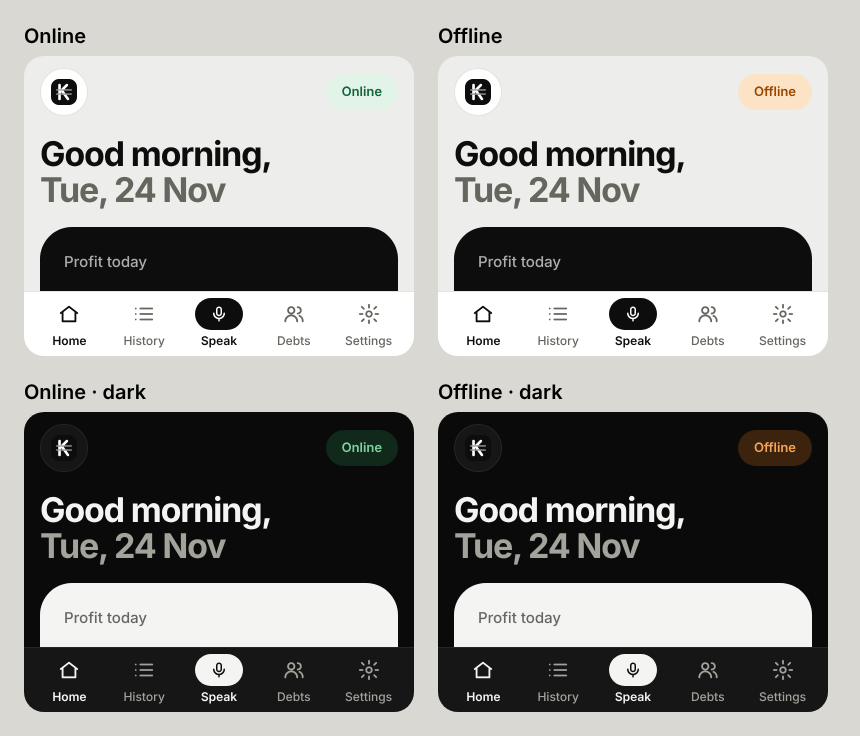 Online
Offline
K
Online
K
Offline
Good morning,
Tue, 24 Nov
Good morning,
Tue, 24 Nov
Profit today
Profit today
Home History Speak Debts Settings
Home History Speak Debts Settings
Online · dark
Offline · dark
K
Online
K
Offline
Good morning,
Tue, 24 Nov
Good morning,
Tue, 24 Nov
Profit today
Profit today
Home History Speak Debts Settings
Home History Speak Debts Settings